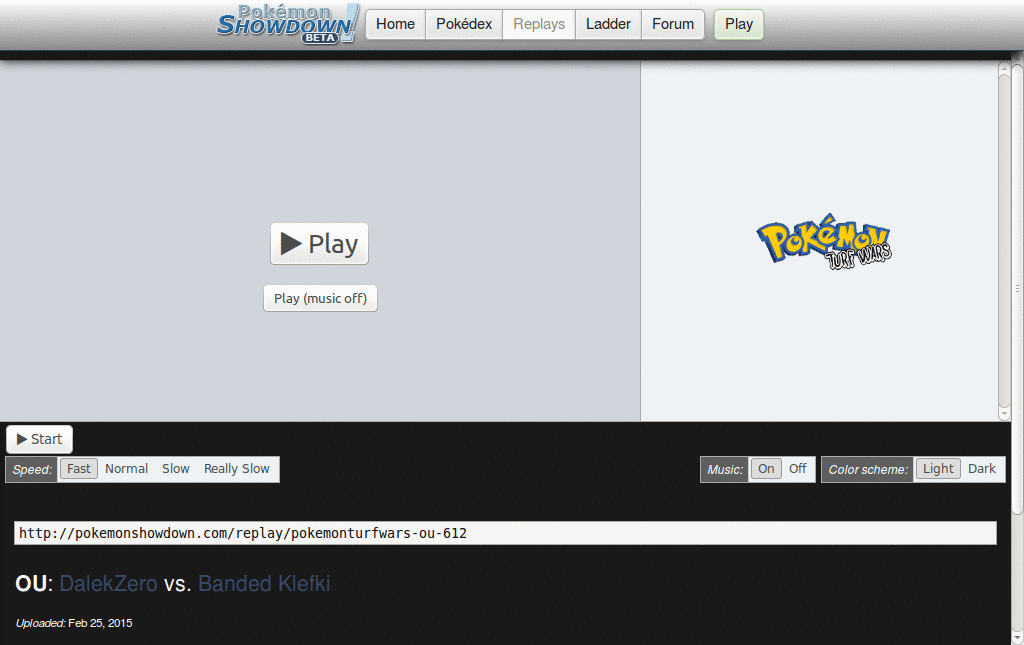 Pokémon
SHOWDOWN!
BETA
Home Pokédex Replays Ladder Forum Play
▶ Play
Play (music off)
POKéMON
TURF WARS
▶ Start
Speed: Fast Normal Slow Really Slow
Music: On Off Color scheme: Light Dark
http://pokemonshowdown.com/replay/pokemonturfwars-ou-612
OU: DalekZero vs. Banded Klefki
Uploaded: Feb 25, 2015